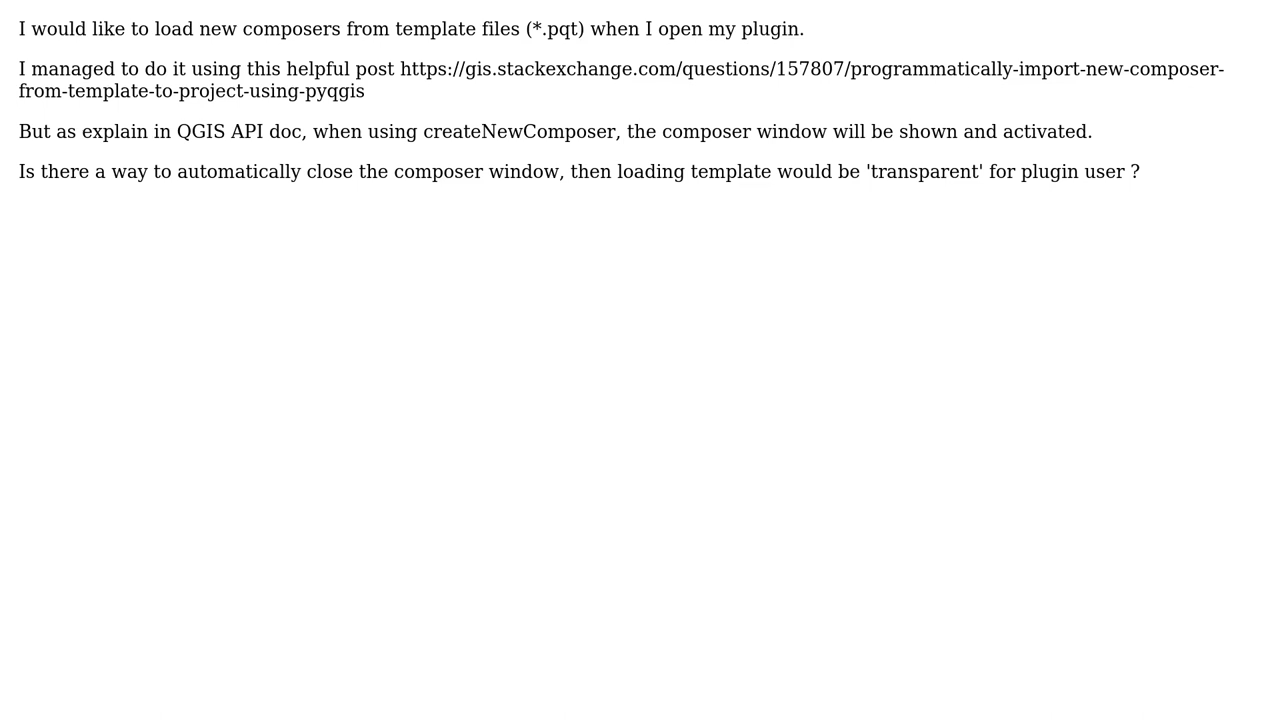 I would like to load new composers from template files (*.pqt) when I open my plugin.
I managed to do it using this helpful post https://gis.stackexchange.com/questions/157807/programmatically-import-new-composer-
from-template-to-project-using-pyqgis
But as explain in QGIS API doc, when using createNewComposer, the composer window will be shown and activated.
Is there a way to automatically close the composer window, then loading template would be 'transparent' for plugin user ?